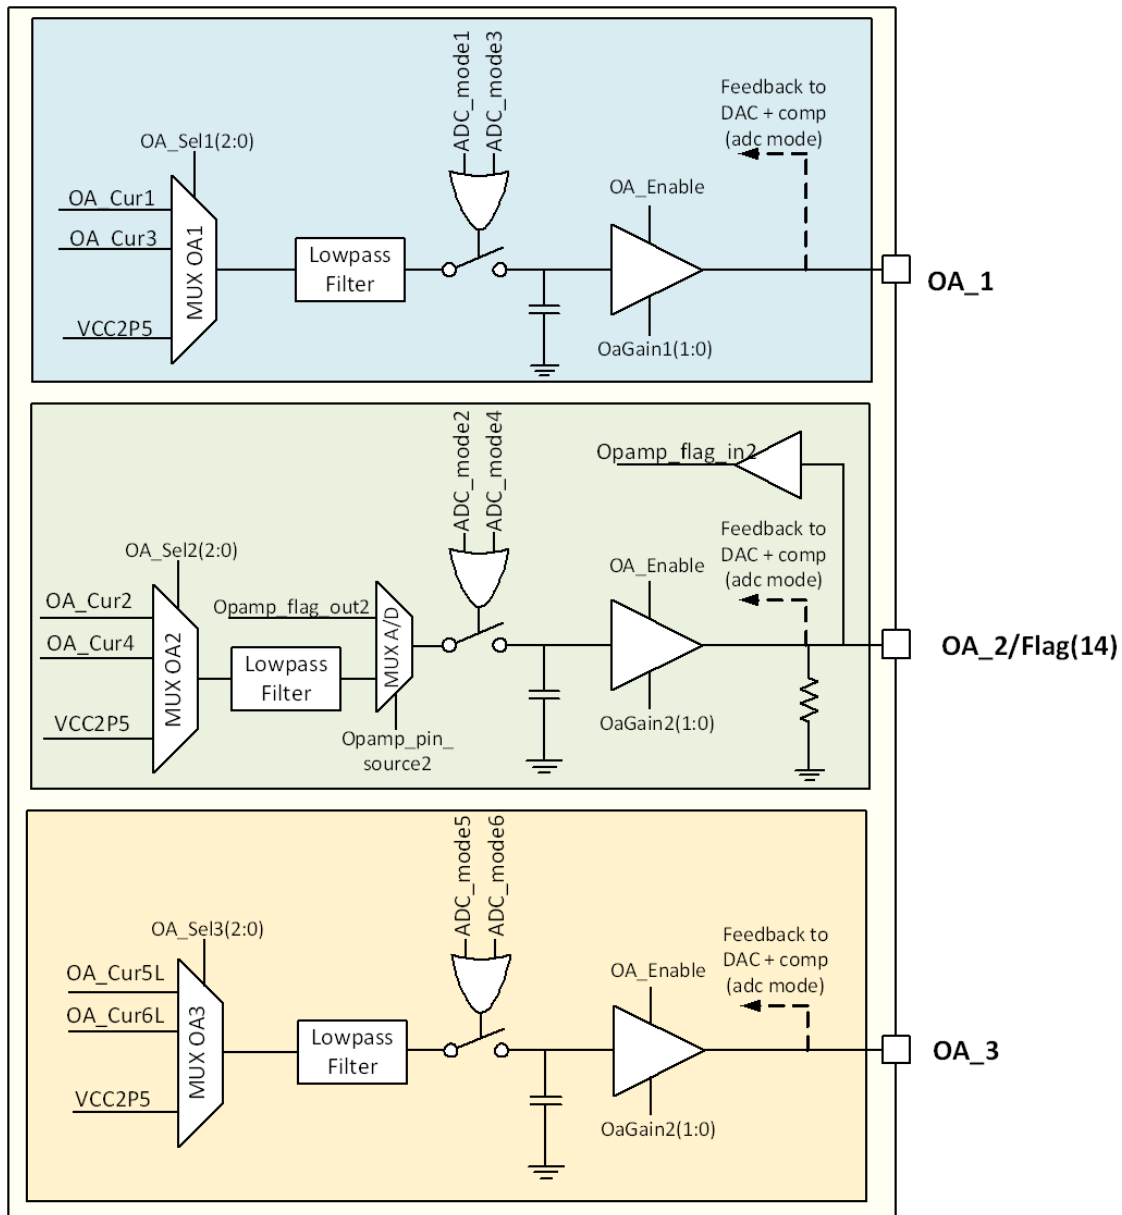 ADC_mode1
ADC_mode3
Feedback to
DAC + comp
(adc mode)
OA_Sel1(2:0)
OA_Enable
OA_Cur1
OA_Cur3
MUX OA1
Lowpass
Filter
VCC2P5
OaGain1(1:0)
OA_1
ADC_mode2
ADC_mode4
Opamp_flag_in2
Feedback to
DAC + comp
(adc mode)
OA_Sel2(2:0)
OA_Enable
OA_Cur2
Opamp_flag_out2
OA_Cur4
MUX OA2
Lowpass
Filter
MUX A/D
OA_2/Flag(14)
VCC2P5
OaGain2(1:0)
Opamp_pin_
source2
ADC_mode5
ADC_mode6
OA_Sel3(2:0)
Feedback to
DAC + comp
(adc mode)
OA_Enable
OA_Cur5L
OA_Cur6L
MUX OA3
Lowpass
Filter
OA_3
VCC2P5
OaGain2(1:0)